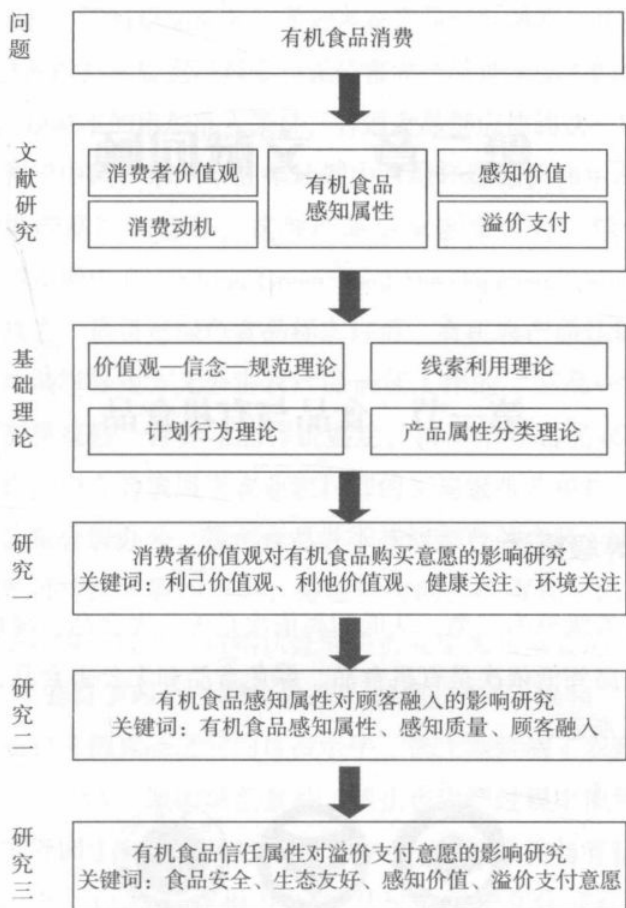 问题
有机食品消费
文献研究
消费者价值观
消费动机
有机食品
感知属性
感知价值
溢价支付
基础理论
价值观—信念—规范理论
线索利用理论
计划行为理论
产品属性分类理论
研究一
消费者价值观对有机食品购买意愿的影响研究
关键词：利己价值观、利他价值观、健康关注、环境关注
研究二
有机食品感知属性对顾客融入的影响研究
关键词：有机食品感知属性、感知质量、顾客融入
研究三
有机食品信任属性对溢价支付意愿的影响研究
关键词：食品安全、生态友好、感知价值、溢价支付意愿